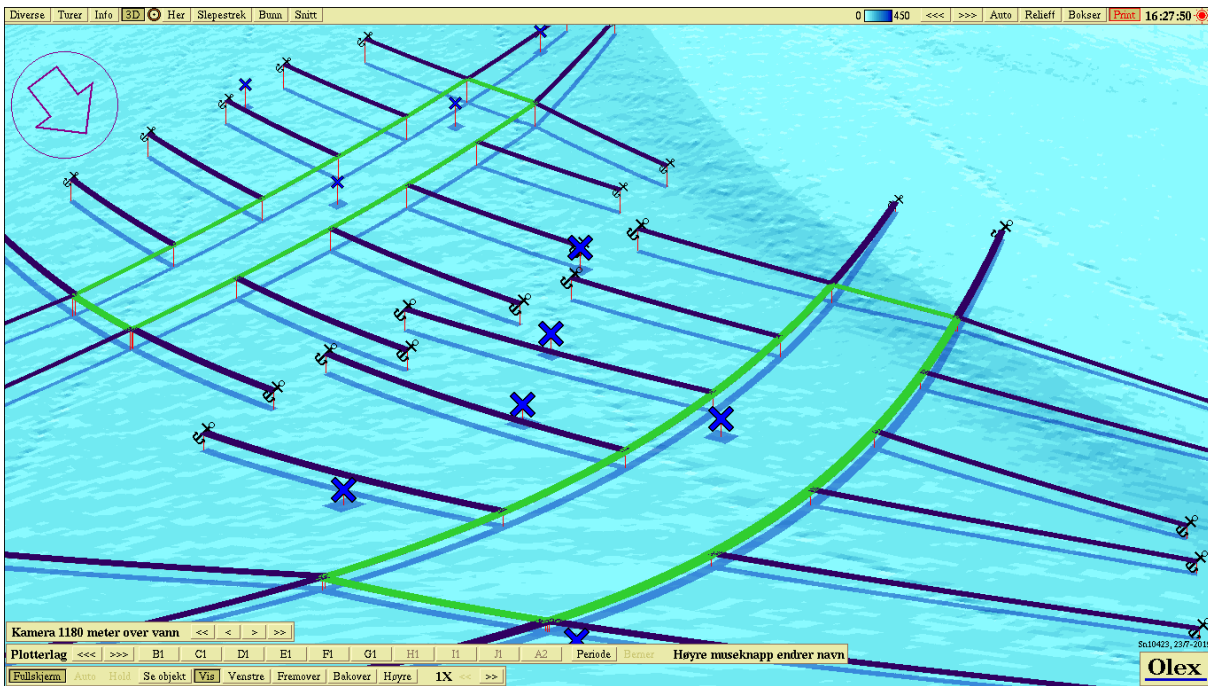 Diverse Turer Info 3D Her Slepestrek Bunn Snitt 0 450 <<< >>> Auto Relieff Bokser Print 16:27:50
Kamera 1180 meter over vann << < > >>
Plotterlag <<< >>> B1 C1 D1 E1 F1 G1 H1 I1 J1 A2 Periode Berner Høyre museknapp endrer navn
Sn10423, 23/7-2019
Fullskjerm Auto Hold Se objekt Vis Venstre Fremover Bakover Høyre 1X << >>
Olex